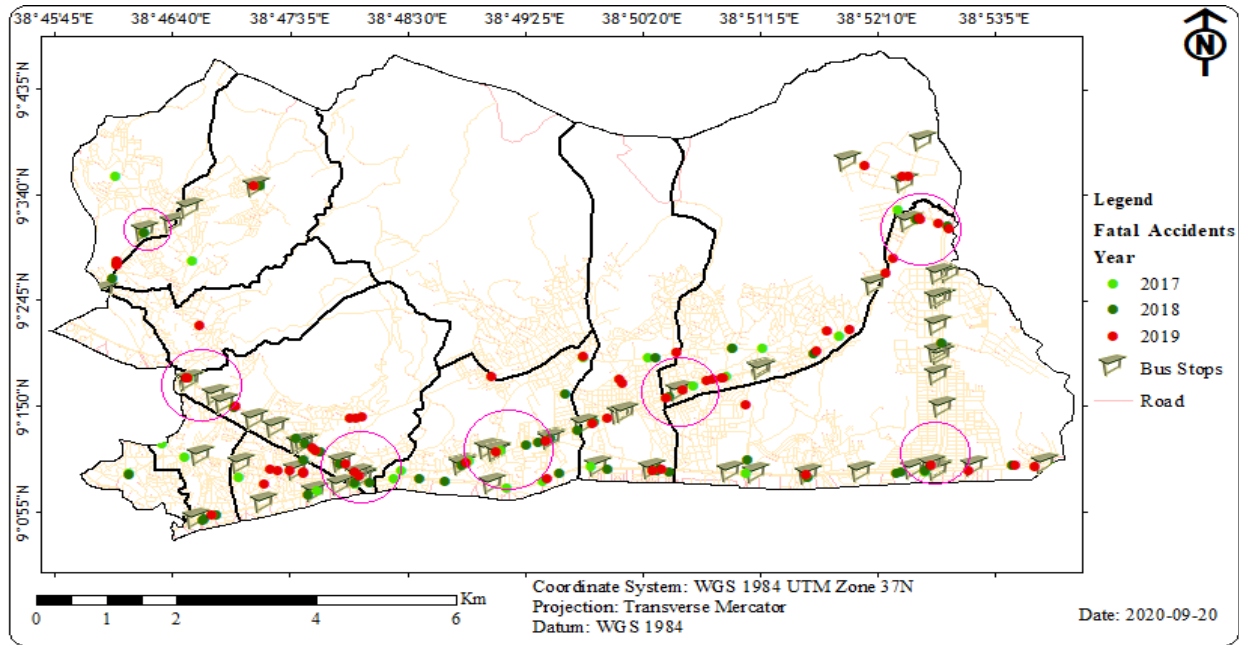 38°45'45"E 38°46'40"E 38°47'35"E 38°48'30"E 38°49'25"E 38°50'20"E 38°51'15"E 38°52'10"E 38°53'5"E
N
9°4'35"N
9°3'40"N
9°2'45"N
9°1'50"N
9°0'55"N
Legend
Fatal Accidents
Year
2017
2018
2019
Bus Stops
Road
Km
0 1 2 4 6
Coordinate System: WGS 1984 UTM Zone 37N
Projection: Transverse Mercator
Datum: WGS 1984
Date: 2020-09-20